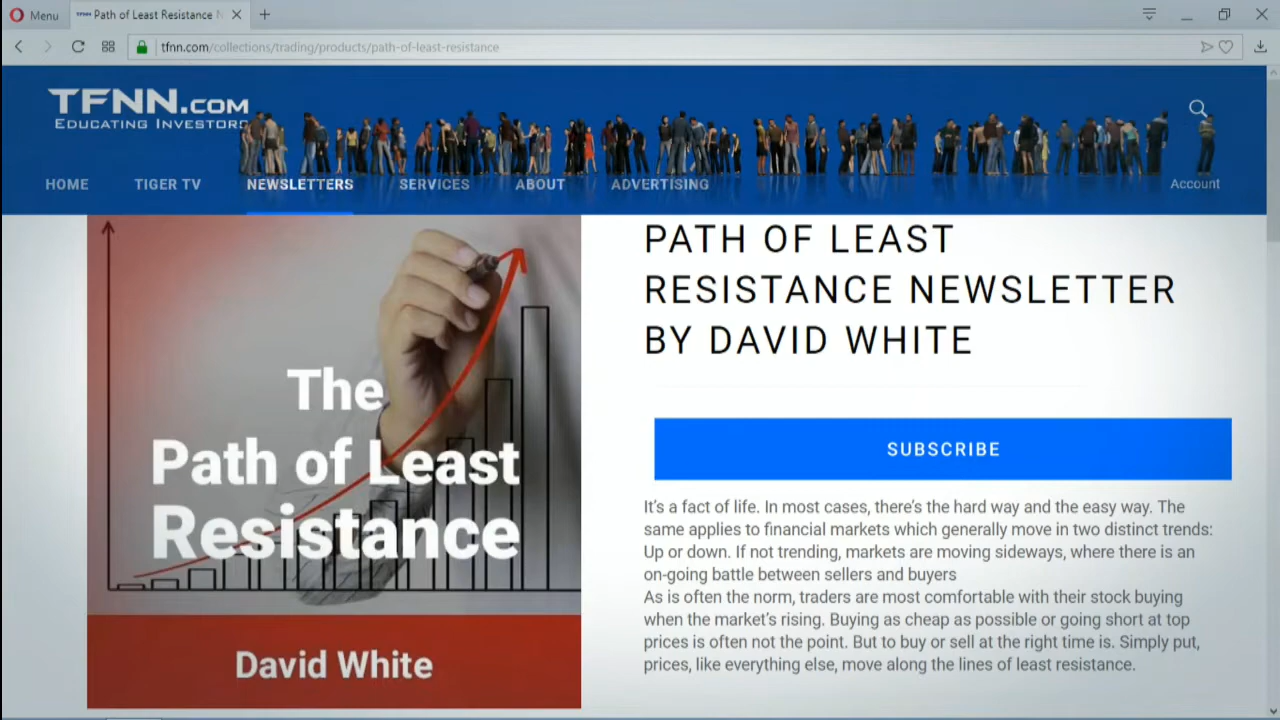 Menu
Path of Least Resistance
tfnn.com/collections/trading/products/path-of-least-resistance
TFNN.COM
EDUCATING INVESTORS
HOME TIGER TV NEWSLETTERS SERVICES ABOUT ADVERTISING Account
The
Path of Least
Resistance
David White
PATH OF LEAST
RESISTANCE NEWSLETTER
BY DAVID WHITE
SUBSCRIBE
It's a fact of life. In most cases, there's the hard way and the easy way. The
same applies to financial markets which generally move in two distinct trends:
Up or down. If not trending, markets are moving sideways, where there is an
on-going battle between sellers and buyers
As is often the norm, traders are most comfortable with their stock buying
when the market's rising. Buying as cheap as possible or going short at top
prices is often not the point. But to buy or sell at the right time is. Simply put,
prices, like everything else, move along the lines of least resistance.